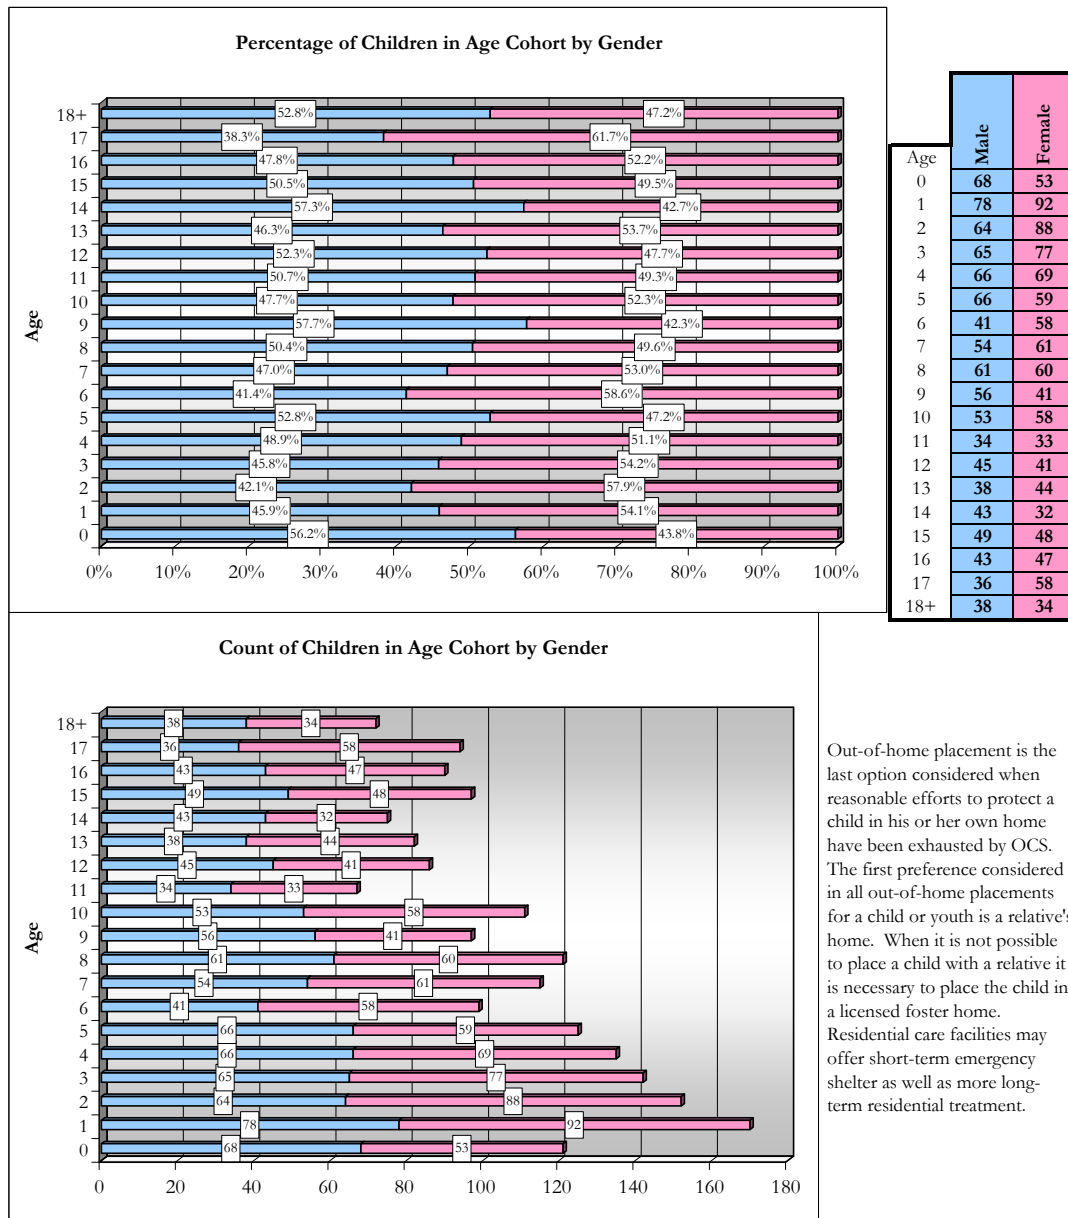 Percentage of Children in Age Cohort by Gender
Age
18+ 52.8% 47.2%
17 38.3% 61.7%
16 47.8% 52.2%
15 50.5% 49.5%
14 57.3% 42.7%
13 46.3% 53.7%
12 52.3% 47.7%
11 50.7% 49.3%
10 47.7% 52.3%
9 57.7% 42.3%
8 50.4% 49.6%
7 47.0% 53.0%
6 41.4% 58.6%
5 52.8% 47.2%
4 48.9% 51.1%
3 45.8% 54.2%
2 42.1% 57.9%
1 45.9% 54.1%
0 56.2% 43.8%
0% 10% 20% 30% 40% 50% 60% 70% 80% 90% 100%
Age Male Female
0 68 53
1 78 92
2 64 88
3 65 77
4 66 69
5 66 59
6 41 58
7 54 61
8 61 60
9 56 41
10 53 58
11 34 33
12 45 41
13 38 44
14 43 32
15 49 48
16 43 47
17 36 58
18+ 38 34
Count of Children in Age Cohort by Gender
Age
18+ 38 34
17 36 58
16 43 47
15 49 48
14 43 32
13 38 44
12 45 41
11 34 33
10 53 58
9 56 41
8 61 60
7 54 61
6 41 58
5 66 59
4 66 69
3 65 77
2 64 88
1 78 92
0 68 53
0 20 40 60 80 100 120 140 160 180
Out-of-home placement is the
last option considered when
reasonable efforts to protect a
child in his or her own home
have been exhausted by OCS.
The first preference considered
in all out-of-home placements
for a child or youth is a relative's
home. When it is not possible
to place a child with a relative it
is necessary to place the child in
a licensed foster home.
Residential care facilities may
offer short-term emergency
shelter as well as more long-
term residential treatment.